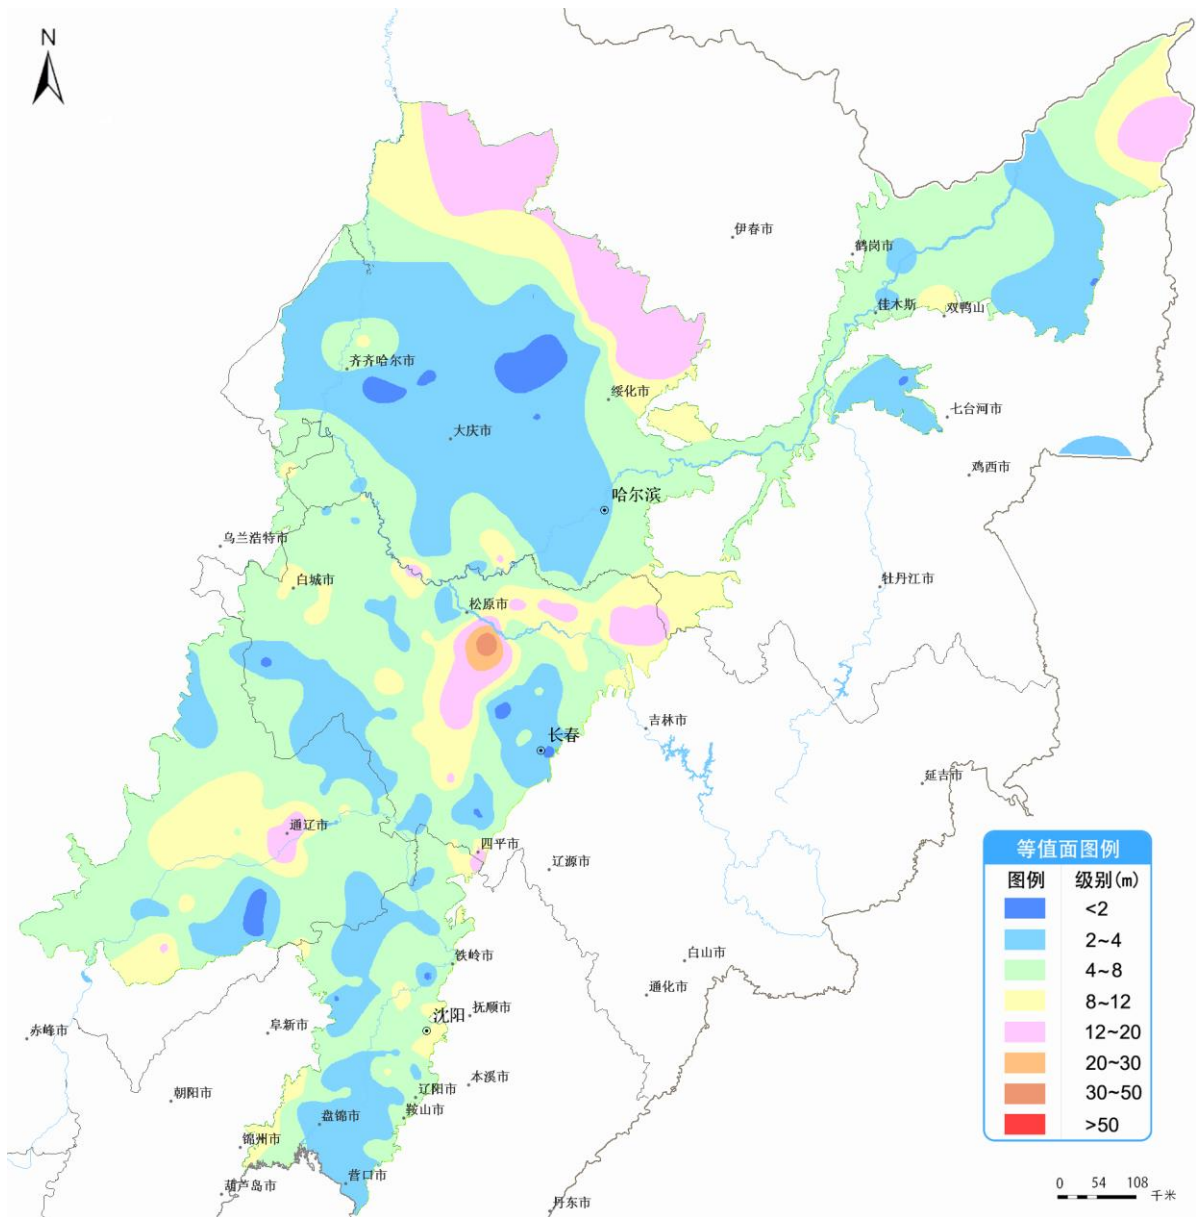 N
伊春市
鹤岗市
佳木斯
双鸭山
齐齐哈尔市
绥化市
七台河市
大庆市
鸡西市
哈尔滨
乌兰浩特市
白城市
牡丹江市
松原市
吉林市
长春
延吉市
通辽市
四平市
辽源市
白山市
铁岭市
通化市
抚顺市
沈阳
赤峰市
阜新市
本溪市
朝阳市
辽阳市
鞍山市
盘锦市
锦州市
营口市
葫芦岛市
丹东市
等值面图例
图例 级别(m)
<2
2~4
4~8
8~12
12~20
20~30
30~50
>50
0 54 108
千米